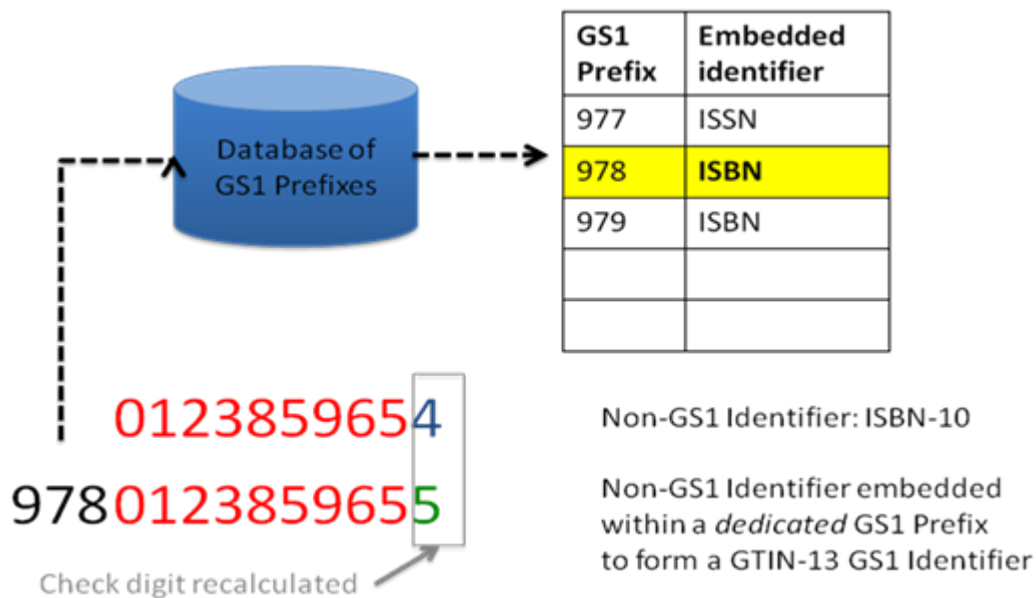 GS1 Prefix Embedded identifier
977 ISSN
978 ISBN
979 ISBN
Database of
GS1 Prefixes
0123859654
9780123859655
Check digit recalculated
Non-GS1 Identifier: ISBN-10
Non-GS1 Identifier embedded
within a dedicated GS1 Prefix
to form a GTIN-13 GS1 Identifier